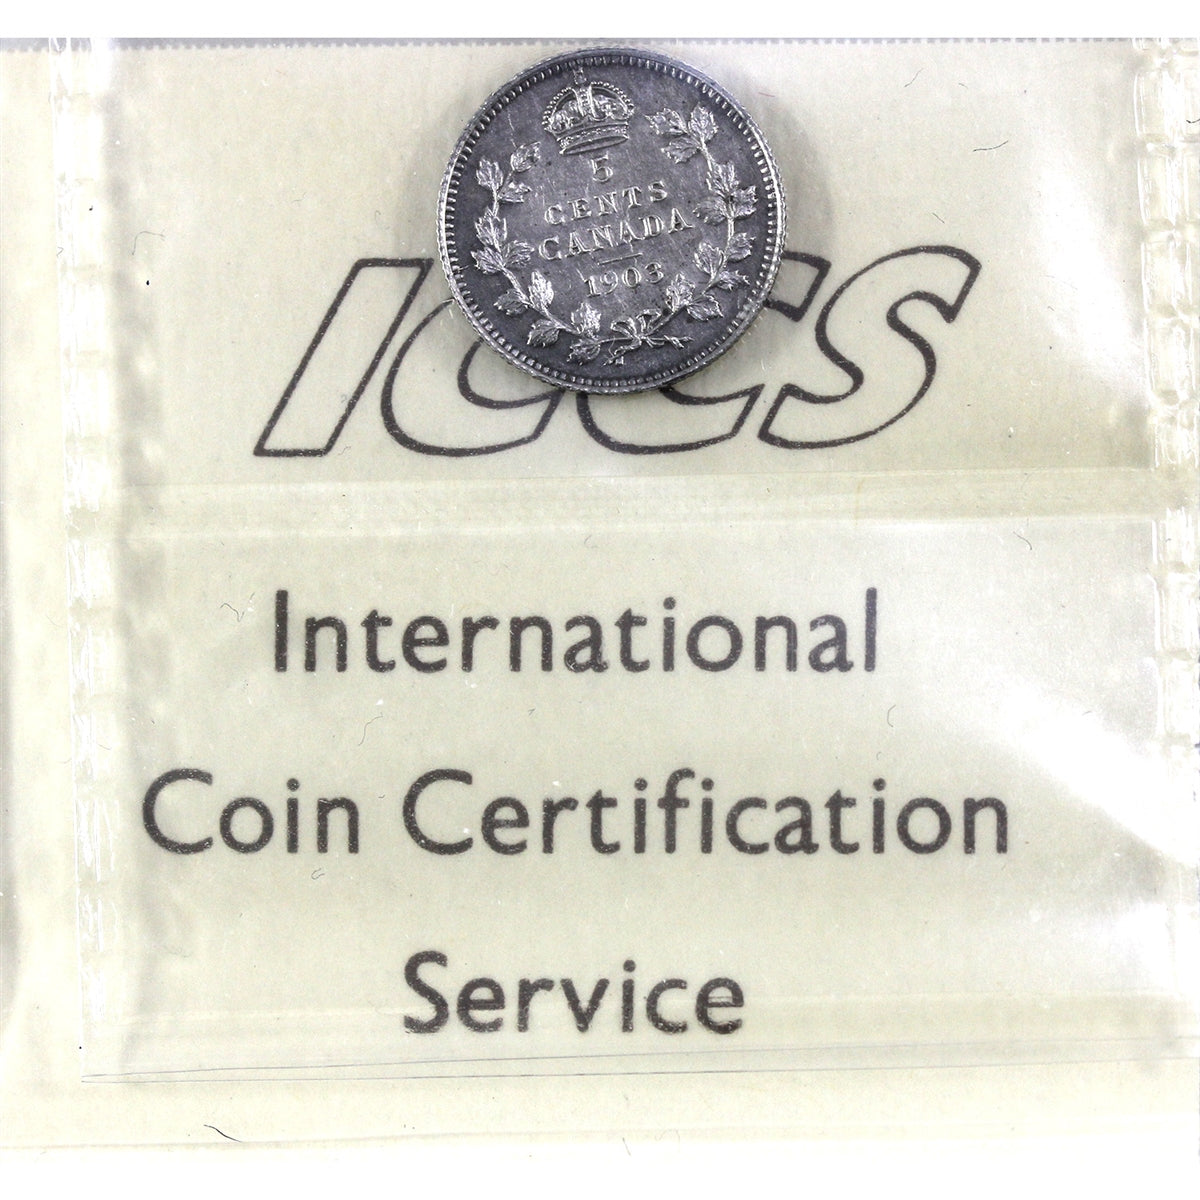 5
CENTS
CANADA
1903
ICCS
International
Coin Certification
Service